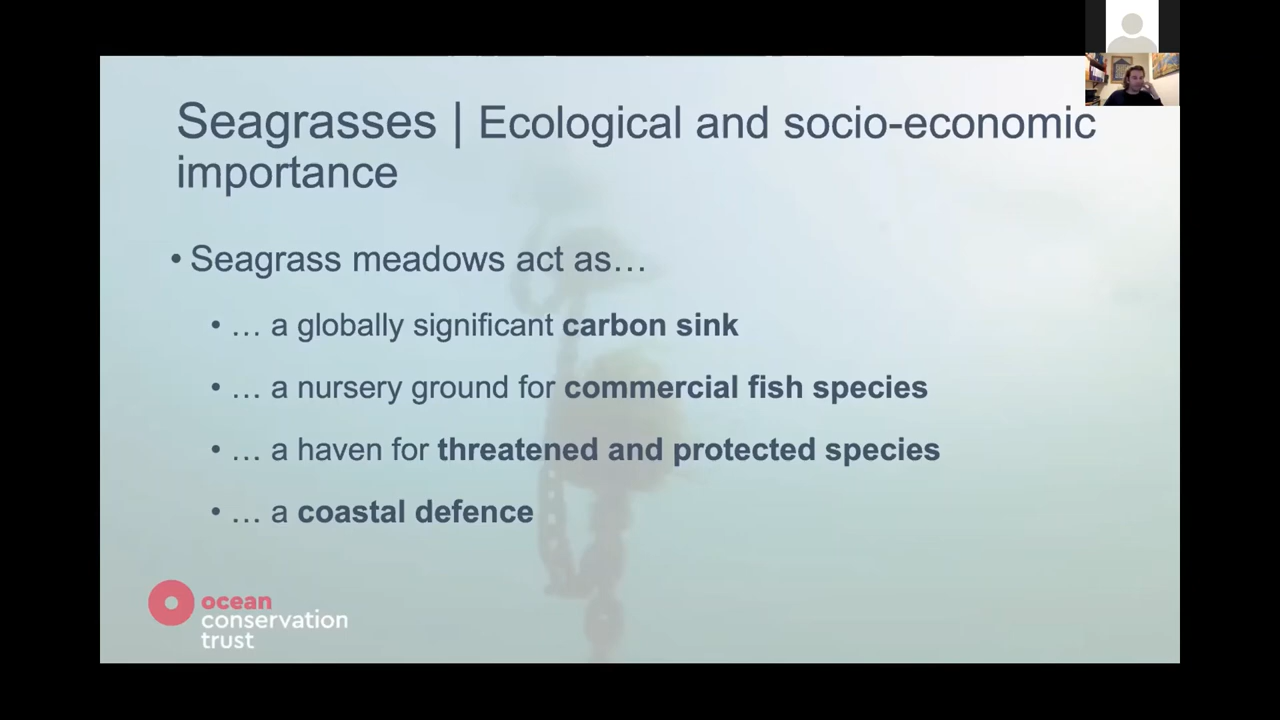 Seagrasses | Ecological and socio-economic
importance
• Seagrass meadows act as…
• … a globally significant carbon sink
• … a nursery ground for commercial fish species
• … a haven for threatened and protected species
• … a coastal defence
ocean
conservation
trust